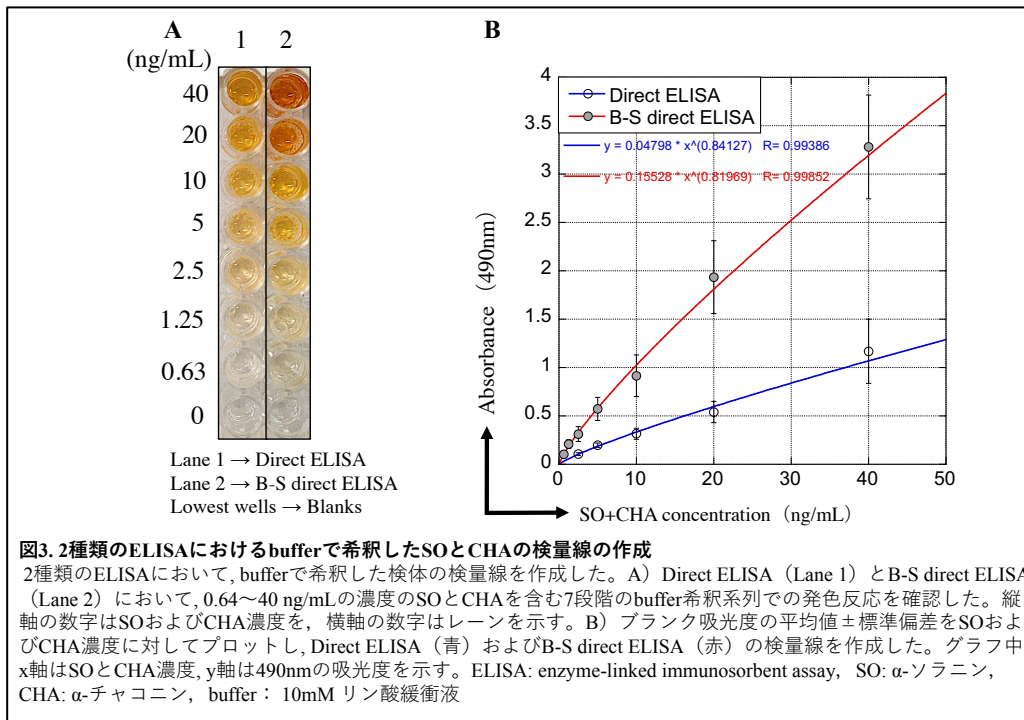 A
(ng/mL)
1 2
40
20
10
5
2.5
1.25
0.63
0
Lane 1 → Direct ELISA
Lane 2 → B-S direct ELISA
Lowest wells → Blanks
B
Absorbance（490nm）
4
3.5
3
2.5
2
1.5
1
0.5
0
Direct ELISA
B-S direct ELISA
y = 0.04798 * x^(0.84127) R= 0.99386
y = 0.15528 * x^(0.81969) R= 0.99852
0 10 20 30 40 50
SO+CHA concentration（ng/mL）
図3. 2種類のELISAにおけるbufferで希釈したSOとCHAの検量線の作成
2種類のELISAにおいて, bufferで希釈した検体の検量線を作成した。A）Direct ELISA（Lane 1）とB-S direct ELISA
（Lane 2）において, 0.64〜40 ng/mLの濃度のSOとCHAを含む7段階のbuffer希釈系列での発色反応を確認した。縦
軸の数字はSOおよびCHA濃度を, 横軸の数字はレーンを示す。B）ブランク吸光度の平均値±標準偏差をSOおよ
びCHA濃度に対してプロットし, Direct ELISA（青）およびB-S direct ELISA（赤）の検量線を作成した。グラフ中
x軸はSOとCHA濃度, y軸は490nmの吸光度を示す。ELISA: enzyme-linked immunosorbent assay, SO: α-ソラニン,
CHA: α-チャコニン, buffer： 10mM リン酸緩衝液